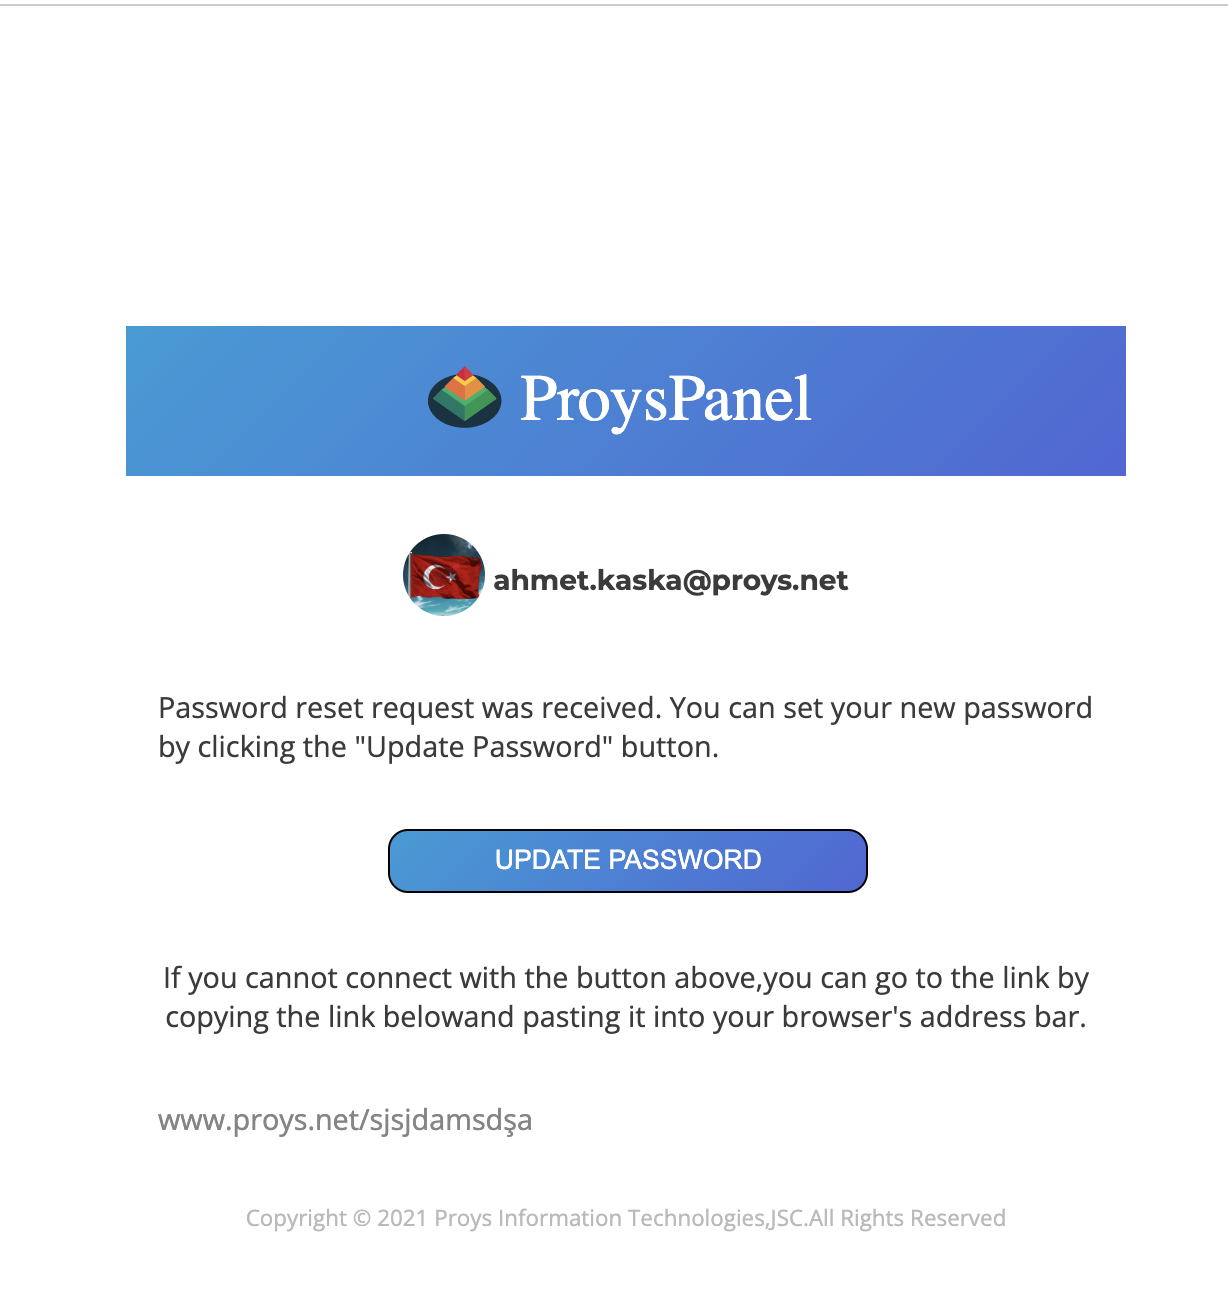 ProysPanel
ahmet.kaska@proys.net
Password reset request was received. You can set your new password
by clicking the "Update Password" button.
UPDATE PASSWORD
If you cannot connect with the button above,you can go to the link by
copying the link belowand pasting it into your browser's address bar.
www.proys.net/sjsjdamsdşa
Copyright © 2021 Proys Information Technologies,JSC.All Rights Reserved